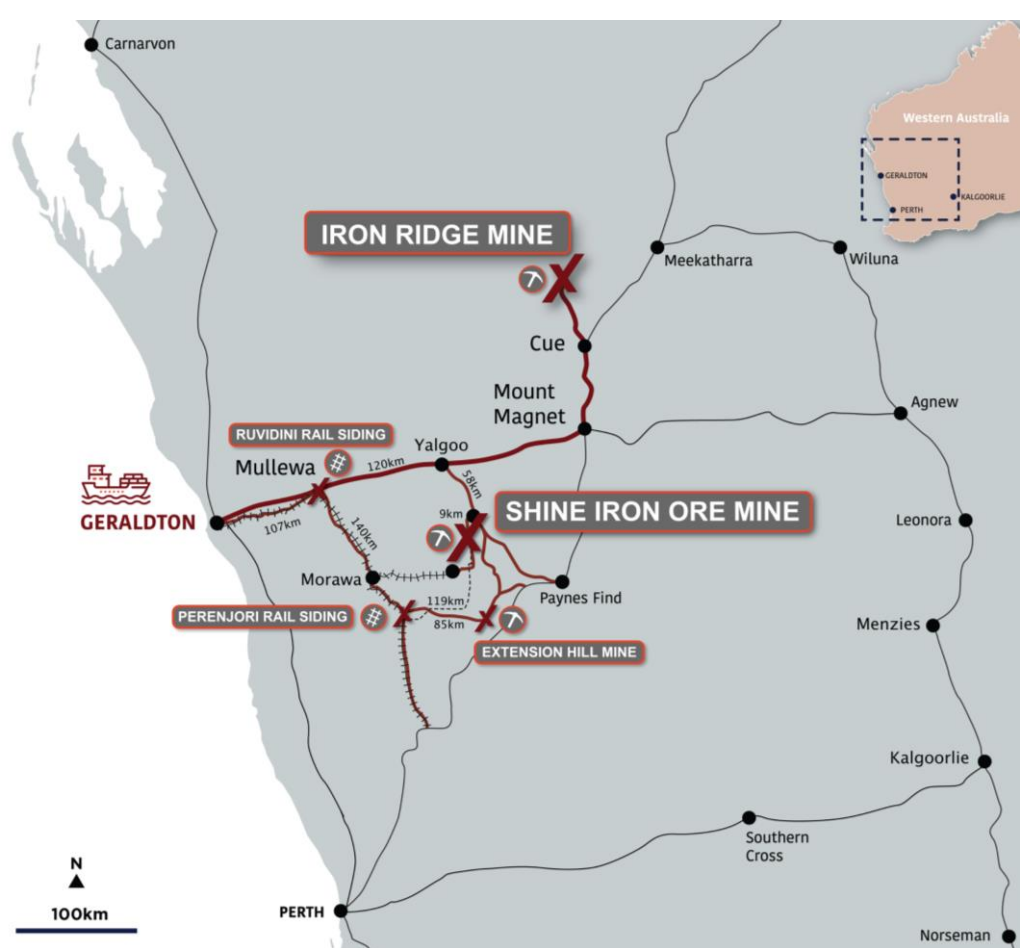 Carnarvon
Western Australia
GERALDTON
KALGOORLIE
PERTH
IRON RIDGE MINE
Meekatharra
Wiluna
Cue
Mount
Magnet
Agnew
RUVIDINI RAIL SIDING
Yalgoo
Mullewa
120km
58km
GERALDTON
107km
140km
9km
SHINE IRON ORE MINE
Leonora
Morawa
119km
Paynes Find
PERENJORI RAIL SIDING
85km
Menzies
EXTENSION HILL MINE
Kalgoorlie
Southern
Cross
N
100km
PERTH
Norseman